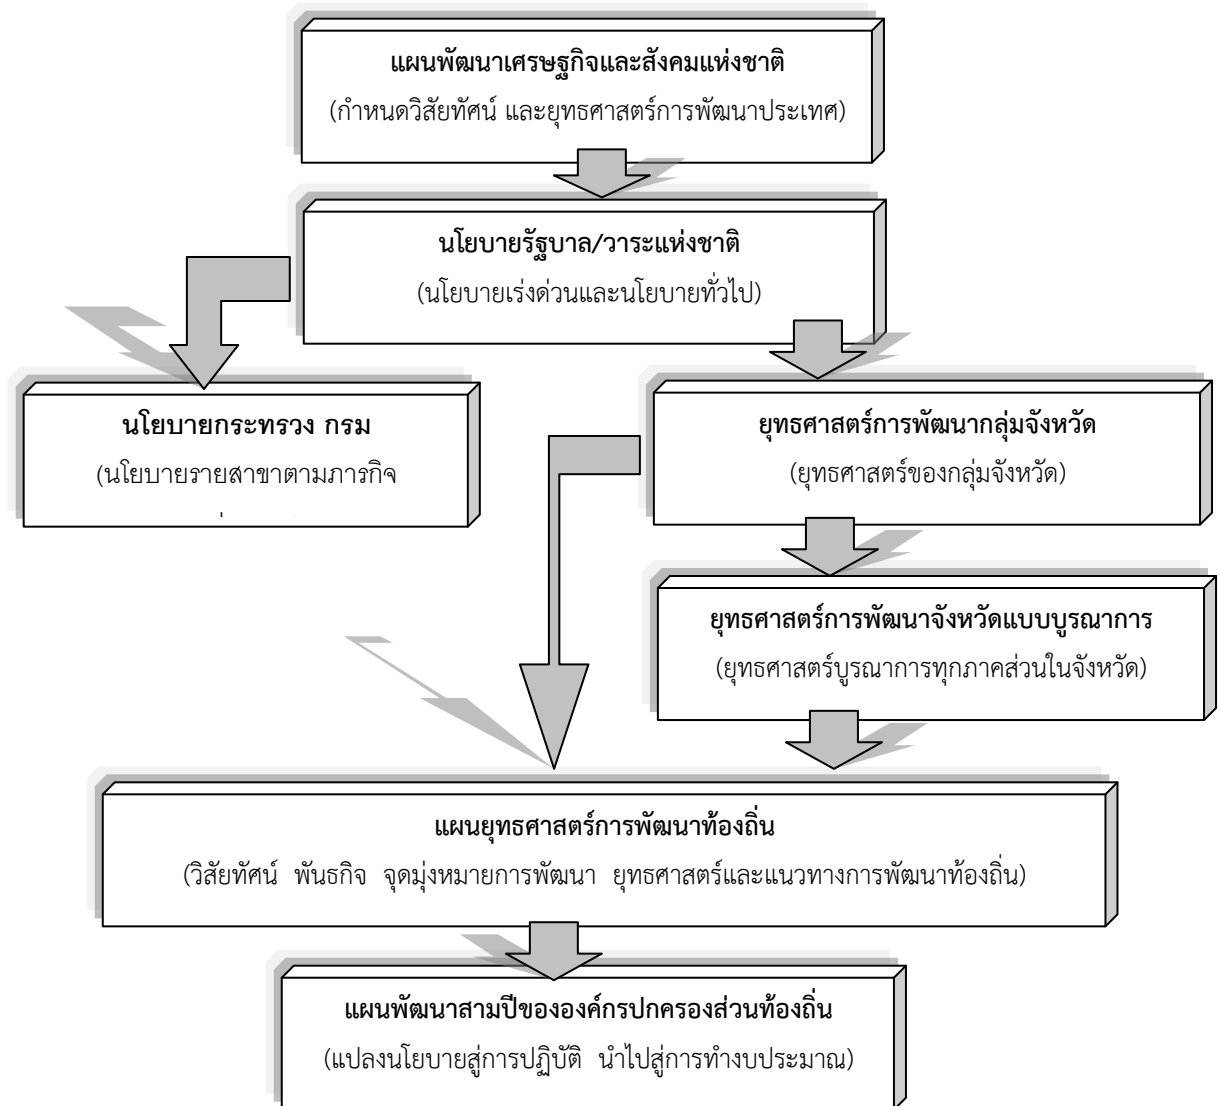 แผนพัฒนาเศรษฐกิจและสังคมแห่งชาติ
(กำหนดวิสัยทัศน์ และยุทธศาสตร์การพัฒนาประเทศ)
นโยบายรัฐบาล/วาระแห่งชาติ
(นโยบายเร่งด่วนและนโยบายทั่วไป)
นโยบายกระทรวง กรม
(นโยบายรายสาขาตามภารกิจ
ยุทธศาสตร์การพัฒนากลุ่มจังหวัด
(ยุทธศาสตร์ของกลุ่มจังหวัด)
ยุทธศาสตร์การพัฒนาจังหวัดแบบบูรณาการ
(ยุทธศาสตร์บูรณาการทุกภาคส่วนในจังหวัด)
แผนยุทธศาสตร์การพัฒนาท้องถิ่น
(วิสัยทัศน์ พันธกิจ จุดมุ่งหมายการพัฒนา ยุทธศาสตร์และแนวทางการพัฒนาท้องถิ่น)
แผนพัฒนาสามปีขององค์กรปกครองส่วนท้องถิ่น
(แปลงนโยบายสู่การปฏิบัติ นำไปสู่การทำงบประมาณ)